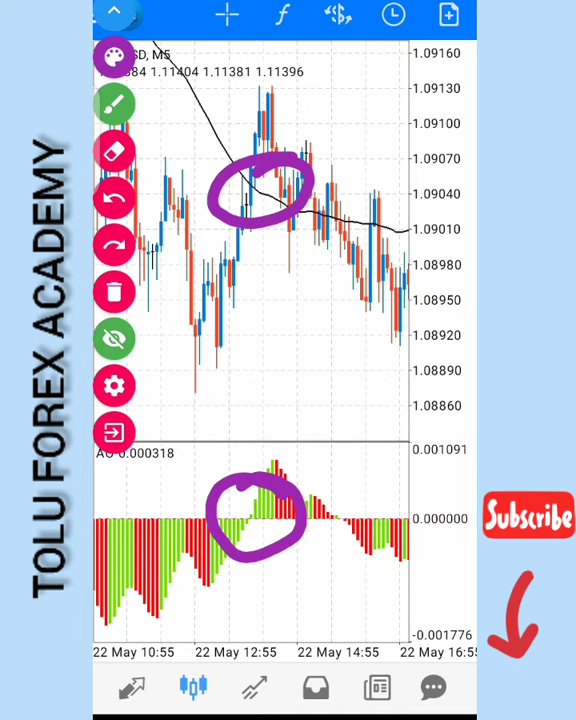 TOLU FOREX ACADEMY
SD, M5
1.11404 1.11381 1.11396
1.09160
1.09130
1.09100
1.09070
1.09040
1.09010
1.08980
1.08950
1.08920
1.08890
1.08860
AO 0.000318
0.001091
0.000000
-0.001776
22 May 10:55
22 May 12:55
22 May 14:55
22 May 16:55
Subscribe